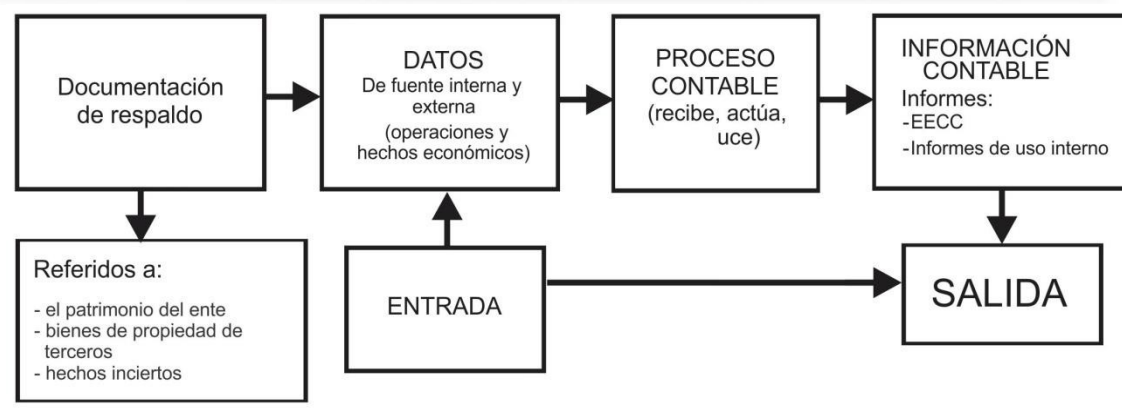 Documentación
de respaldo
DATOS
De fuente interna y
externa
(operaciones y
hechos económicos)
PROCESO
CONTABLE
(recibe, actúa,
uce)
INFORMACIÓN
CONTABLE
Informes:
-EECC
-Informes de uso interno
Referidos a:
- el patrimonio del ente
- bienes de propiedad de
terceros
- hechos inciertos
ENTRADA
SALIDA